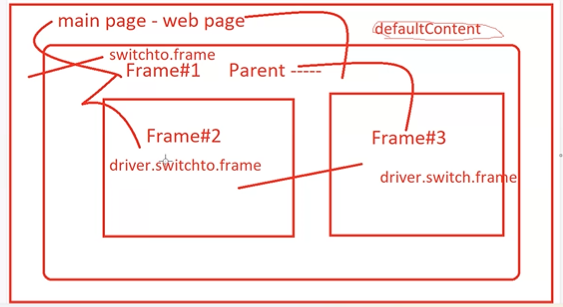 main page - web page
defaultContent
switchto.frame
Frame#1 Parent -----
Frame#2
Frame#3
driver.switchto.frame
driver.switch.frame